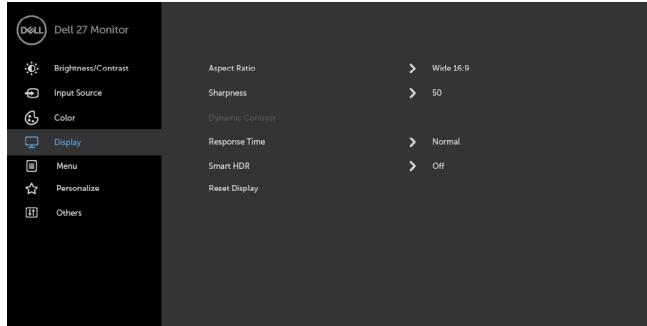 DELL Dell 27 Monitor
Brightness/Contrast
Input Source
Color
Display
Menu
Personalize
Others
Aspect Ratio Wide 16:9
Sharpness 50
Dynamic Contrast
Response Time Normal
Smart HDR Off
Reset Display